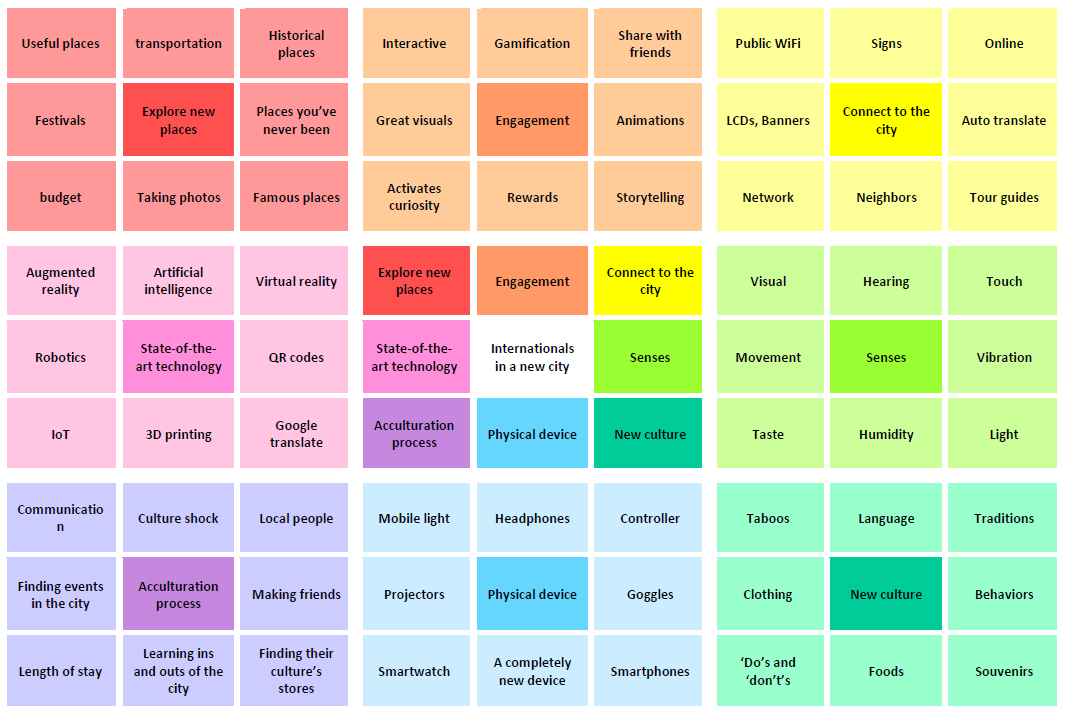 Useful places
transportation
Historical
places
Interactive
Gamification
Share with
friends
Public WiFi
Signs
Online
Festivals
Explore new
places
Places you’ve
never been
Great visuals
Engagement
Animations
LCDs, Banners
Connect to the
city
Auto translate
budget
Taking photos
Famous places
Activates
curiosity
Rewards
Storytelling
Network
Neighbors
Tour guides
Augmented
reality
Artificial
intelligence
Virtual reality
Explore new
places
Engagement
Connect to the
city
Visual
Hearing
Touch
Robotics
State-of-the-
art technology
QR codes
State-of-the-
art technology
Internationals
in a new city
Senses
Movement
Senses
Vibration
IoT
3D printing
Google
translate
Acculturation
process
Physical device
New culture
Taste
Humidity
Light
Communicatio
n
Culture shock
Local people
Mobile light
Headphones
Controller
Taboos
Language
Traditions
Finding events
in the city
Acculturation
process
Making friends
Projectors
Physical device
Goggles
Clothing
New culture
Behaviors
Length of stay
Learning ins
and outs of the
city
Finding their
culture’s
stores
Smartwatch
A completely
new device
Smartphones
‘Do’s and
‘don’t’s
Foods
Souvenirs